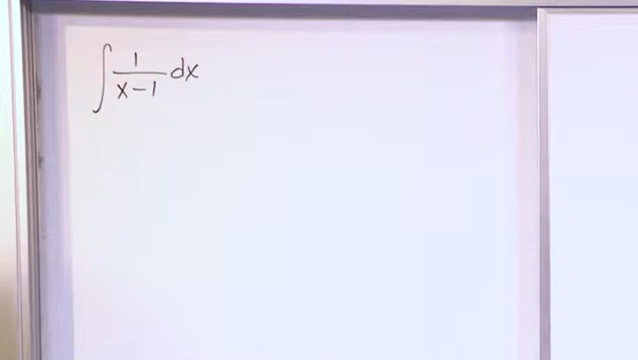 ∫ 1/(x-1) dx